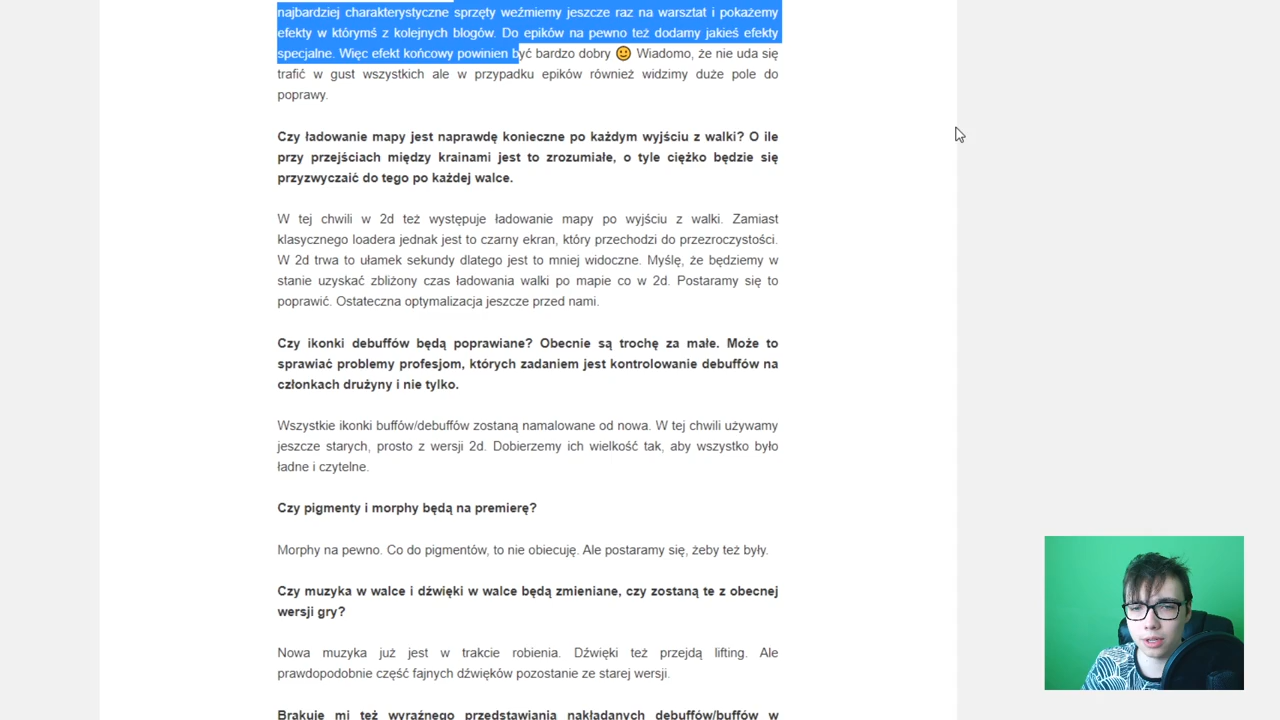 najbardziej charakterystyczne sprzęty weźmiemy jeszcze raz na warsztat i pokażemy
efekty w którymś z kolejnych blogów. Do epików na pewno też dodamy jakieś efekty
specjalne. Więc efekt końcowy powinien być bardzo dobry 🙂 Wiadomo, że nie uda się
trafić w gust wszystkich ale w przypadku epików również widzimy duże pole do
poprawy.
Czy ładowanie mapy jest naprawdę konieczne po każdym wyjściu z walki? O ile
przy przejściach między krainami jest to zrozumiałe, o tyle ciężko będzie się
przyzwyczaić do tego po każdej walce.
W tej chwili w 2d też występuje ładowanie mapy po wyjściu z walki. Zamiast
klasycznego loadera jednak jest to czarny ekran, który przechodzi do przezroczystości.
W 2d trwa to ułamek sekundy dlatego jest to mniej widoczne. Myślę, że będziemy w
stanie uzyskać zbliżony czas ładowania walki po mapie co w 2d. Postaramy się to
poprawić. Ostateczna optymalizacja jeszcze przed nami.
Czy ikonki debuffów będą poprawiane? Obecnie są trochę za małe. Może to
sprawiać problemy profesjom, których zadaniem jest kontrolowanie debuffów na
członkach drużyny i nie tylko.
Wszystkie ikonki buffów/debuffów zostaną namalowane od nowa. W tej chwili używamy
jeszcze starych, prosto z wersji 2d. Dobierzemy ich wielkość tak, aby wszystko było
ładne i czytelne.
Czy pigmenty i morphy będą na premierę?
Morphy na pewno. Co do pigmentów, to nie obiecuję. Ale postaramy się, żeby też były.
Czy muzyka w walce i dźwięki w walce będą zmieniane, czy zostaną te z obecnej
wersji gry?
Nowa muzyka już jest w trakcie robienia. Dźwięki też przejdą lifting. Ale
prawdopodobnie część fajnych dźwięków pozostanie ze starej wersji.
Brakuje mi też wyraźnego przedstawiania nakładanych debuffów/buffów w